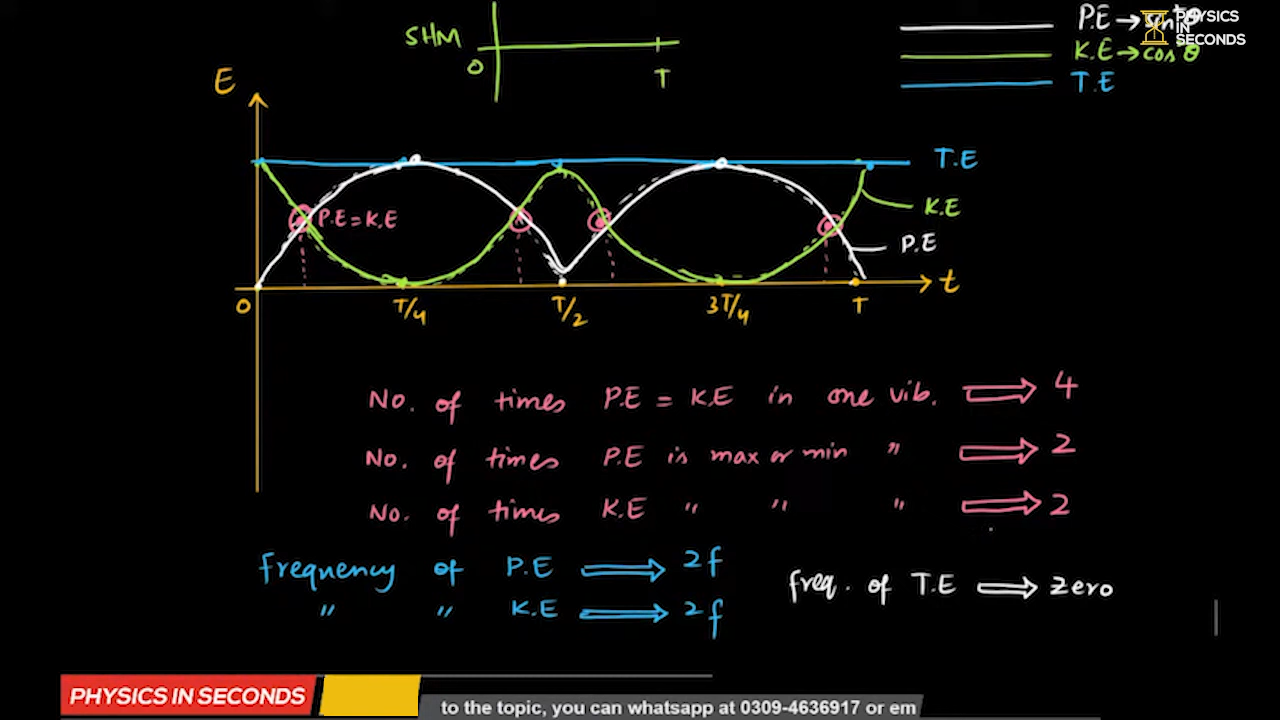 SHM
0
T
P.E → sin²θ
K.E → cos²θ
T.E
PHYSICS
IN
SECONDS
E
T.E
K.E
P.E = K.E
P.E
t
0
T/4
T/2
3T/4
T
No. of times P.E = K.E in one vib. ⇒ 4
No. of times P.E is max or min " ⇒ 2
No. of times K.E " " " ⇒ 2
frequency of P.E ⇒ 2f
" " K.E ⇒ 2f
freq. of T.E ⇒ zero
PHYSICS IN SECONDS
to the topic, you can whatsapp at 0309-4636917 or em